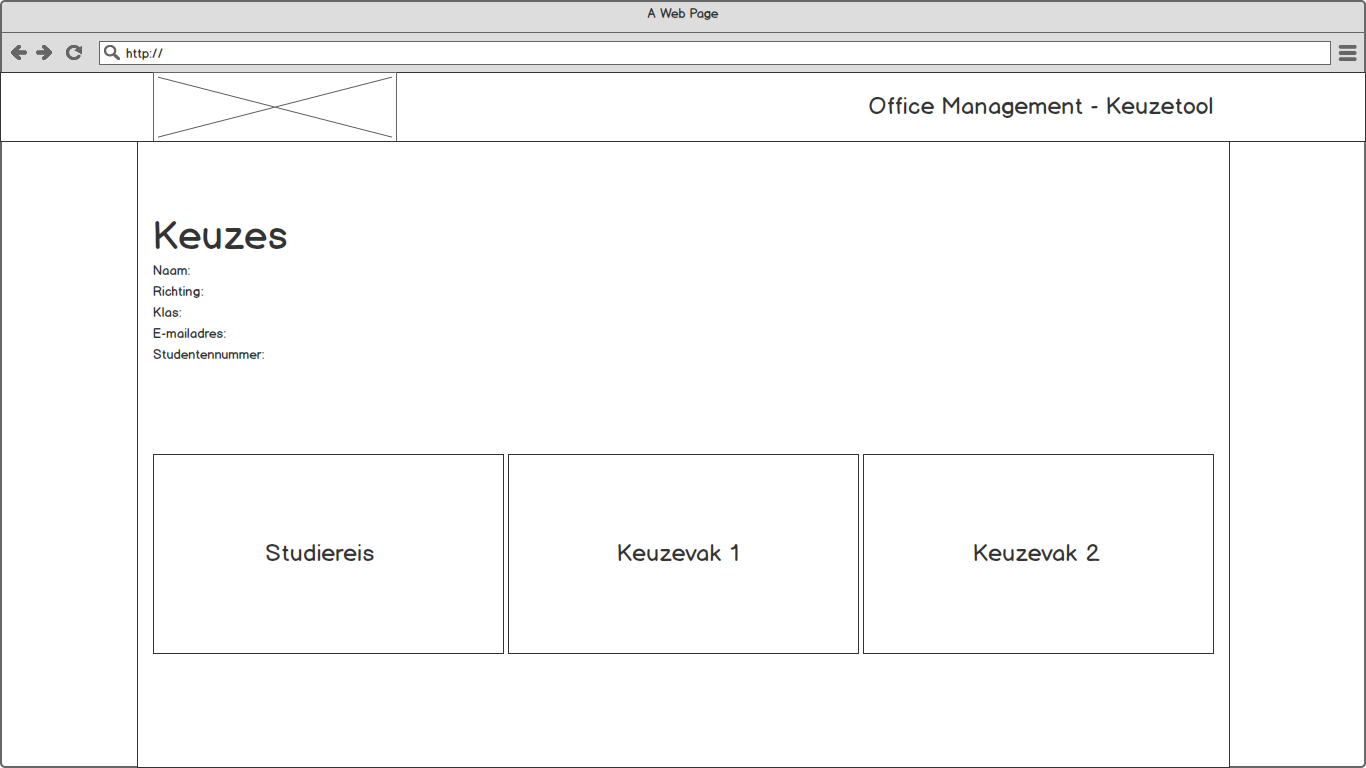 A Web Page
http://
Office Management - Keuzetool
Keuzes
Naam:
Richting:
Klas:
E-mailadres:
Studentennummer:
Studiereis
Keuzevak 1
Keuzevak 2